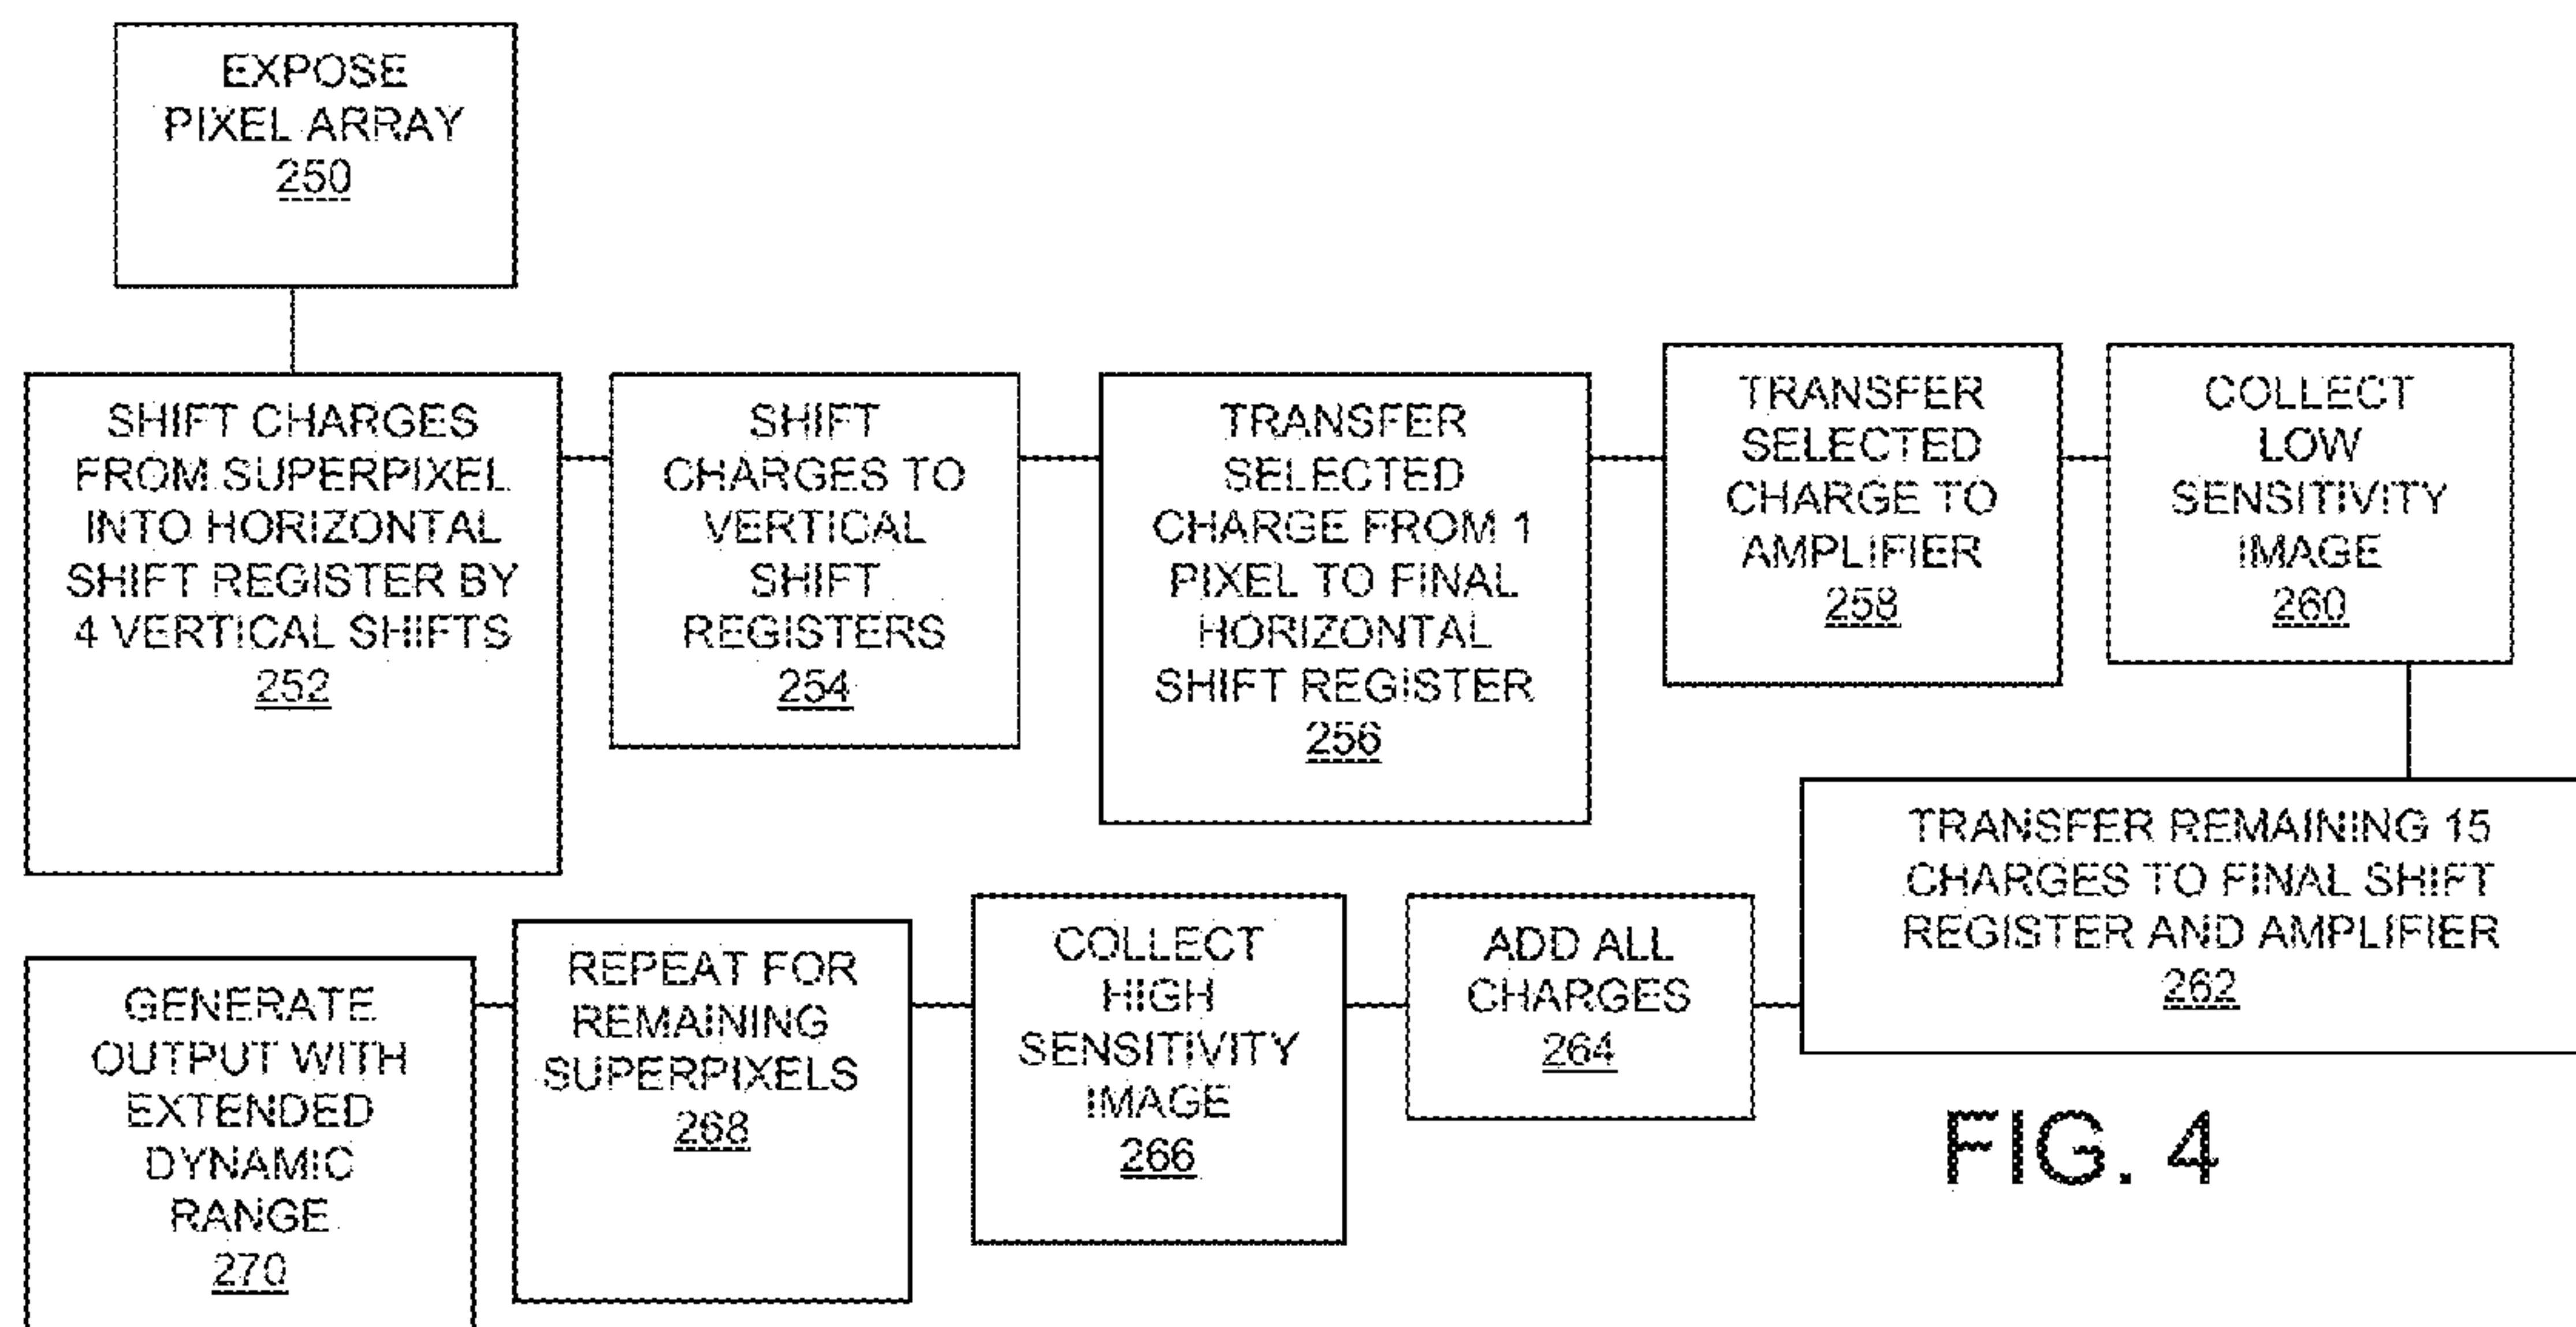 EXPOSE
PIXEL ARRAY
250
SHIFT CHARGES
FROM SUPERPIXEL
INTO HORIZONTAL
SHIFT REGISTER BY
4 VERTICAL SHIFTS
252
SHIFT
CHARGES TO
VERTICAL
SHIFT
REGISTERS
254
TRANSFER
SELECTED
CHARGE FROM 1
PIXEL TO FINAL
HORIZONTAL
SHIFT REGISTER
256
TRANSFER
SELECTED
CHARGE TO
AMPLIFIER
258
COLLECT
LOW
SENSITIVITY
IMAGE
260
TRANSFER REMAINING 15
CHARGES TO FINAL SHIFT
REGISTER AND AMPLIFIER
262
ADD ALL
CHARGES
264
COLLECT
HIGH
SENSITIVITY
IMAGE
266
REPEAT FOR
REMAINING
SUPERPIXELS
268
GENERATE
OUTPUT WITH
EXTENDED
DYNAMIC
RANGE
270
FIG. 4